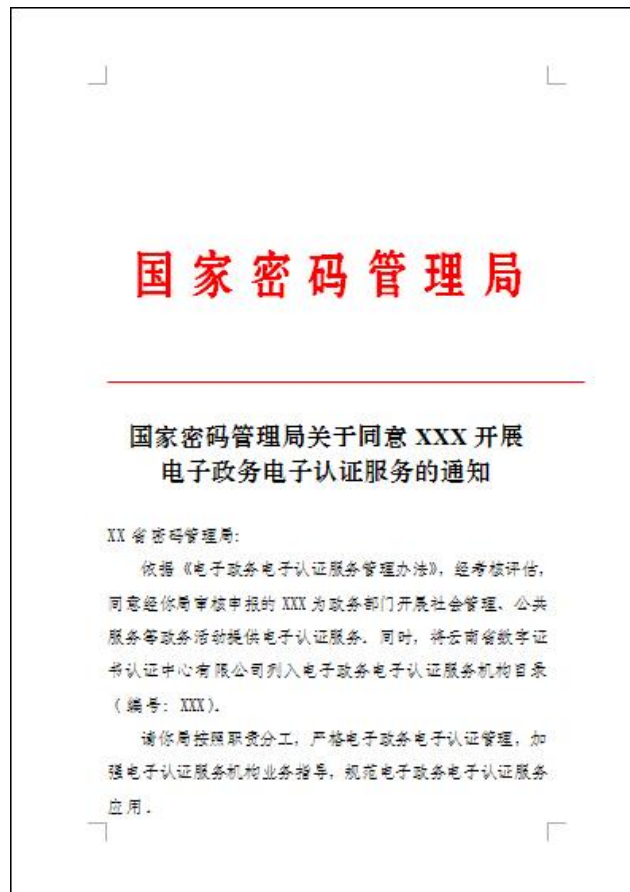 国家密码管理局
国家密码管理局关于同意 XXX 开展
电子政务电子认证服务的通知
XX 省密码管理局:
依据《电子政务电子认证服务管理办法》，经考核评估，
同意经你局审核申报的 XXX 为政务部门开展社会管理、公共
服务等政务活动提供电子认证服务. 同时，将云南省数字证
书认证中心有限公司列入电子政务电子认证服务机构目录
（编号: XXX）.
请你局按照职责分工，严格电子政务电子认证管理，加
强电子认证服务机构业务指导，规范电子政务电子认证服务
应用.